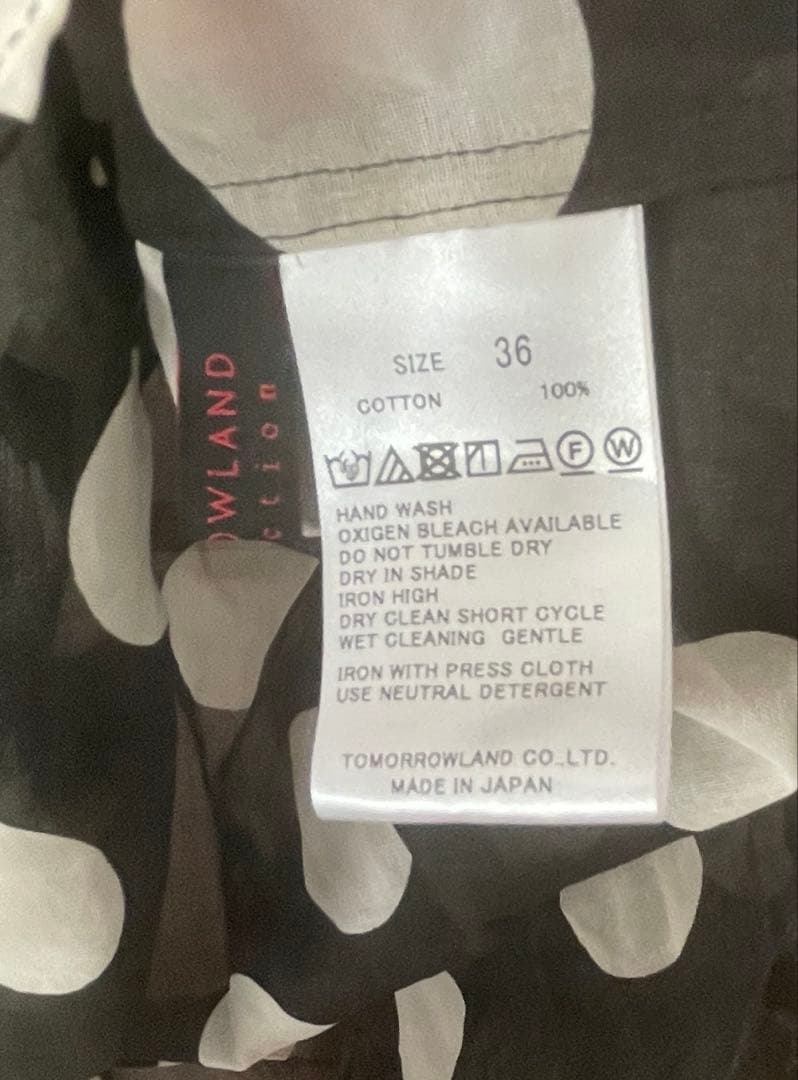 OWLAND
ction
SIZE 36
COTTON 100%
F W
HAND WASH
OXIGEN BLEACH AVAILABLE
DO NOT TUMBLE DRY
DRY IN SHADE
IRON HIGH
DRY CLEAN SHORT CYCLE
WET CLEANING GENTLE
IRON WITH PRESS CLOTH
USE NEUTRAL DETERGENT
TOMORROWLAND CO.,LTD.
MADE IN JAPAN